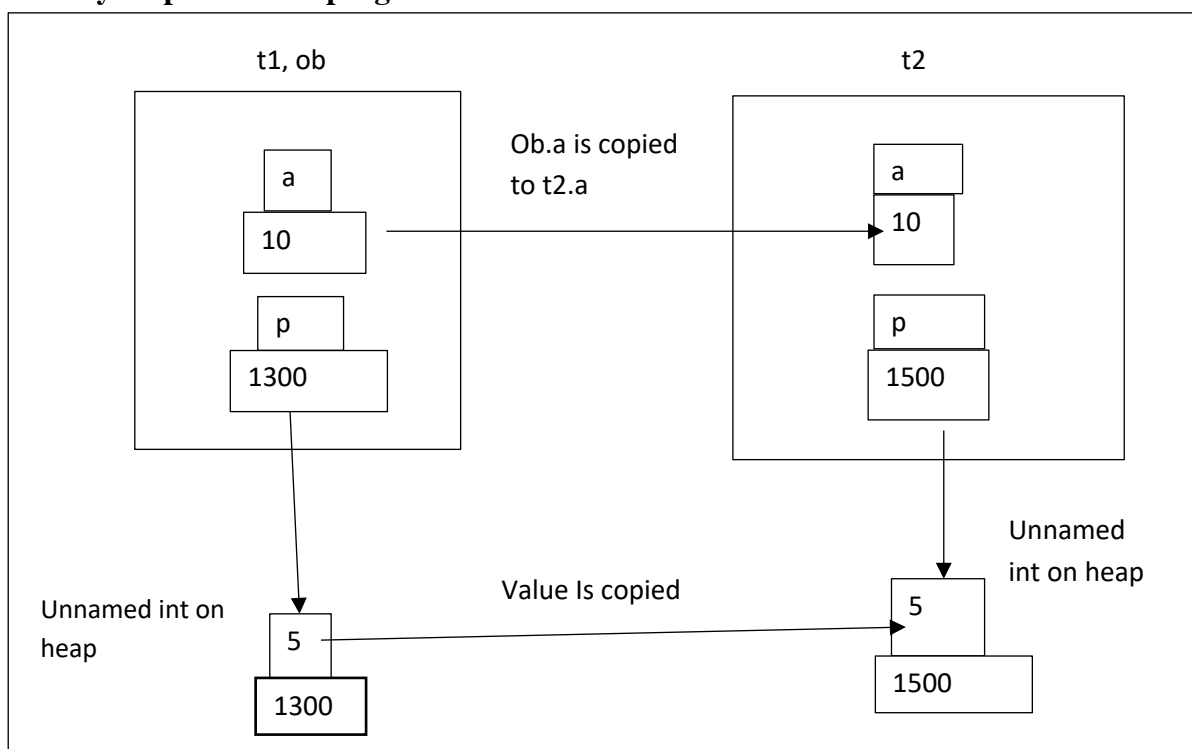 t1, ob
t2
a
10
p
1300
Ob.a is copied
to t2.a
a
10
p
1500
Unnamed int on
heap
5
1300
Value Is copied
Unnamed
int on heap
5
1500